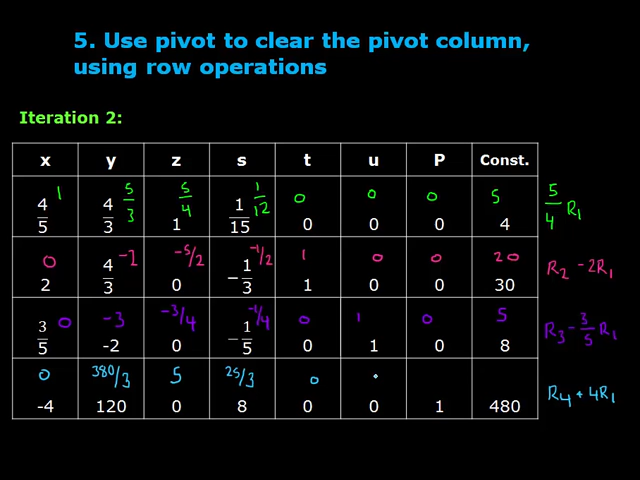 5. Use pivot to clear the pivot column,
using row operations
Iteration 2:
x y z s t u P Const.
1 5/3 5/4 1/12 0 0 0 5 5/4 R1
4/5 4/3 1 1/15 0 0 0 4
0 -2 -5/2 -1/2 1 0 0 20 R2 - 2R1
2 4/3 0 -1/3 1 0 0 30
0 -3 -3/4 -1/4 0 1 0 5 R3 - 3/5 R1
3/5 -2 0 -1/5 0 1 0 8
0 380/3 5 25/3 0 R4 + 4R1
-4 120 0 8 0 0 1 480